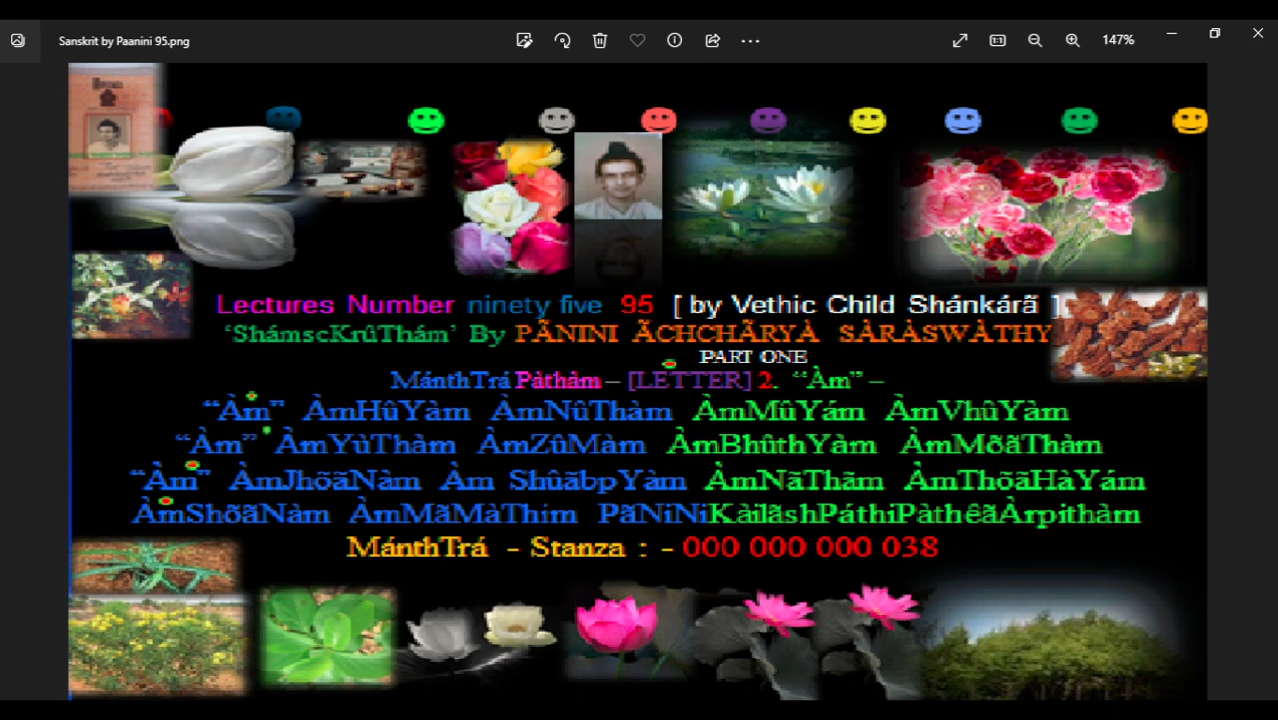 Sanskrit by Paanini 95.png
147%
Lectures Number ninety five 95 [ by Vethic Child Shánkárã ]
‘ShámscKrûThám’ By PÃNINI ÃCHCHÃRYÀ SÀRÀSWÀTHY
PART ONE
MánthTrá Pàthàm – [LETTER] 2. “Àm” –
“Àm” ÀmHûYàm ÀmNûThàm ÀmMûYám ÀmVhûYàm
“Àm” ÀmYùThàm ÀmZûMàm ÀmBhûthYàm ÀmMõãThàm
“Àm” ÀmJhõãNàm Àm ShûãbpYàm ÀmNãThãm ÀmThõãHàYám
ÀmShõãNàm ÀmMãMàThim PãNiNiKàilãshPáthiPàthêãÀrpithàm
MánthTrá - Stanza : - 000 000 000 038